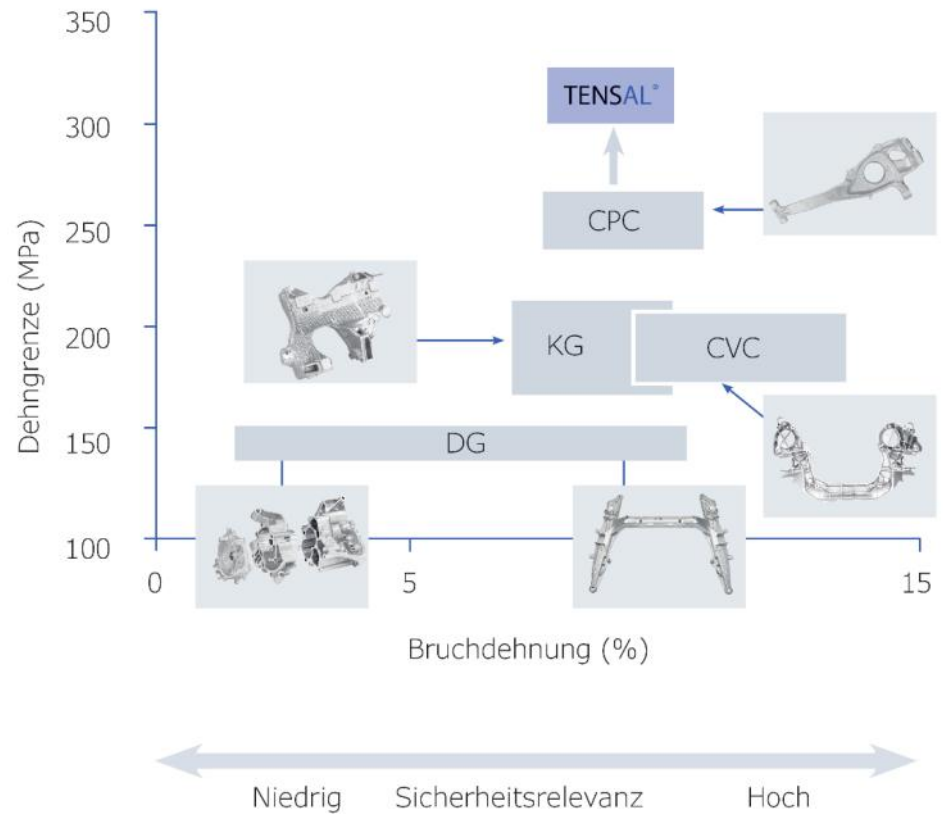 350
TENSAL°
300
CPC
250
Dehngrenze (MPa)
200
KG
CVC
150
DG
100
0
5
15
Bruchdehnung (%)
Niedrig Sicherheitsrelevanz Hoch